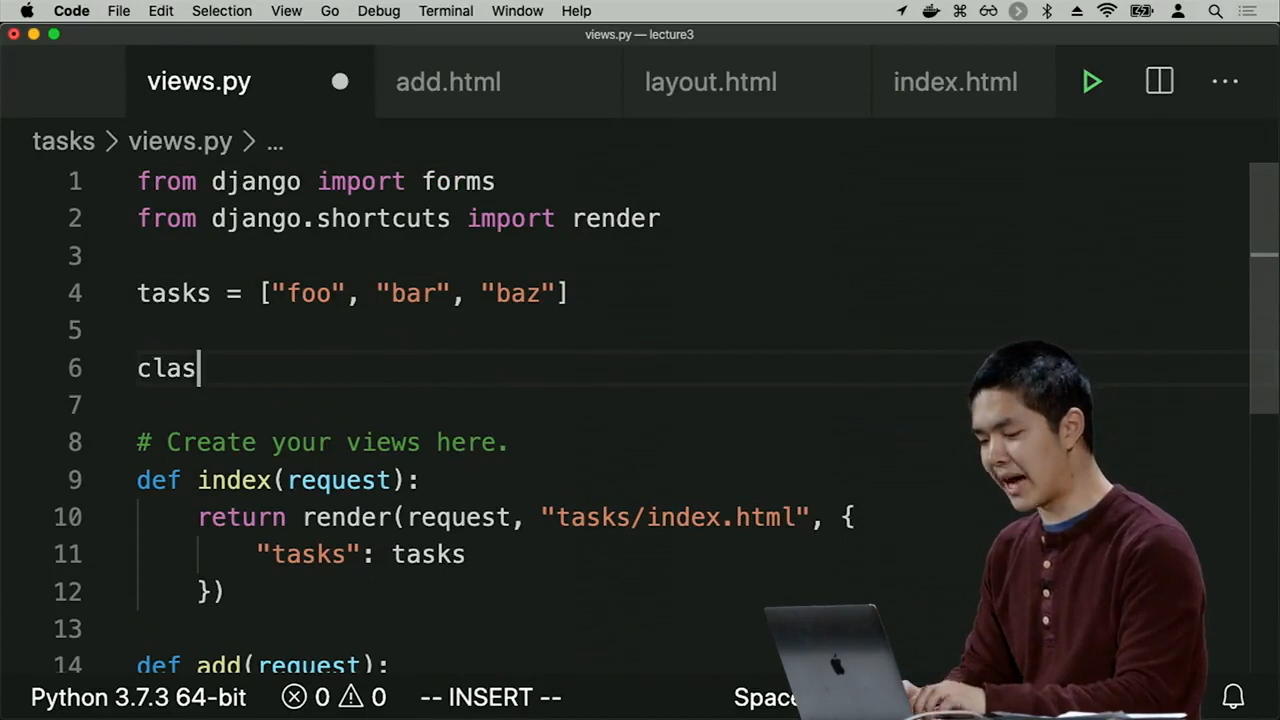 Code File Edit Selection View Go Debug Terminal Window Help
views.py — lecture3
views.py add.html layout.html index.html
tasks > views.py > ...
1 from django import forms
2 from django.shortcuts import render
3
4 tasks = ["foo", "bar", "baz"]
5
6 clas
7
8 # Create your views here.
9 def index(request):
10 return render(request, "tasks/index.html", {
11 "tasks": tasks
12 })
13
14 def add(request):
Python 3.7.3 64-bit 0 0 -- INSERT --